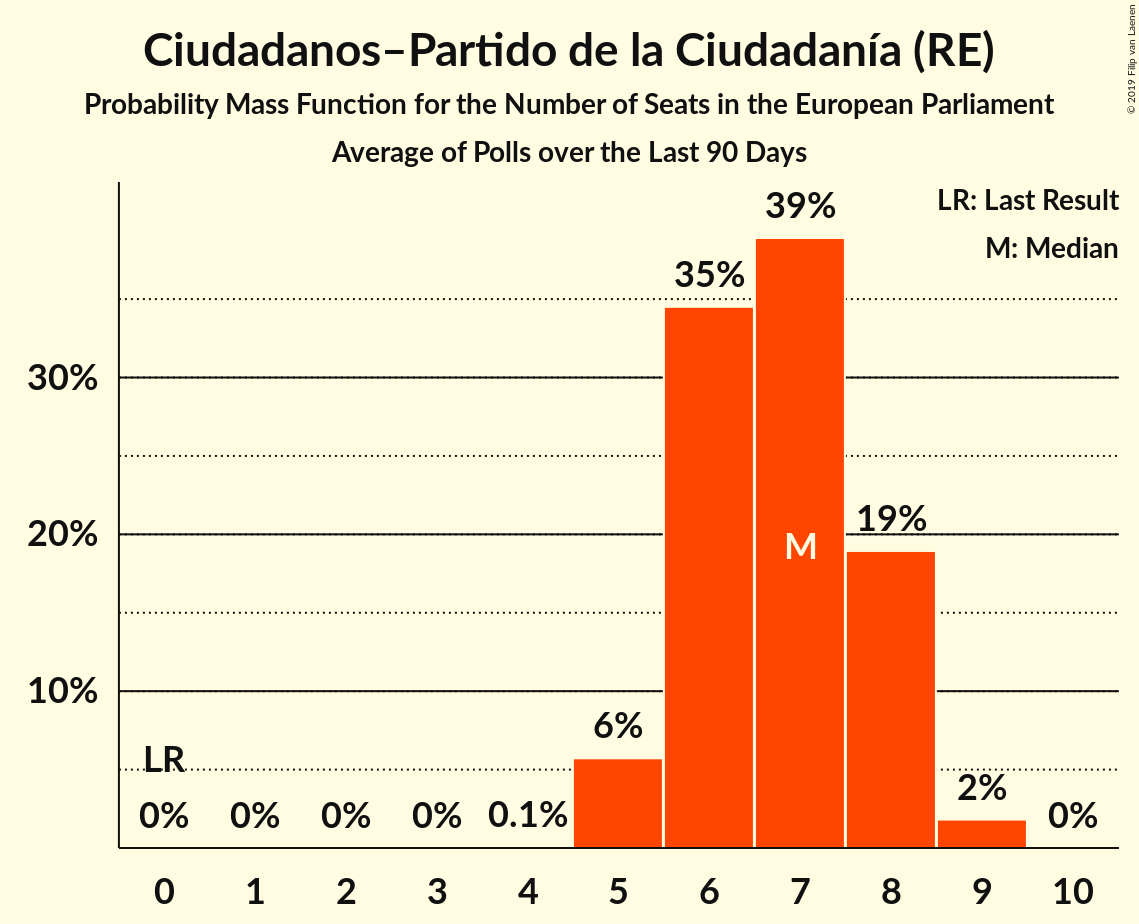 Ciudadanos–Partido de la Ciudadanía (RE)
Probability Mass Function for the Number of Seats in the European Parliament
Average of Polls over the Last 90 Days
© 2019 Filip van Laenen
LR: Last Result
M: Median
39%
35%
30%
20%
19%
M
10%
6%
LR
2%
0% 0% 0% 0% 0.1% 0%
0 1 2 3 4 5 6 7 8 9 10